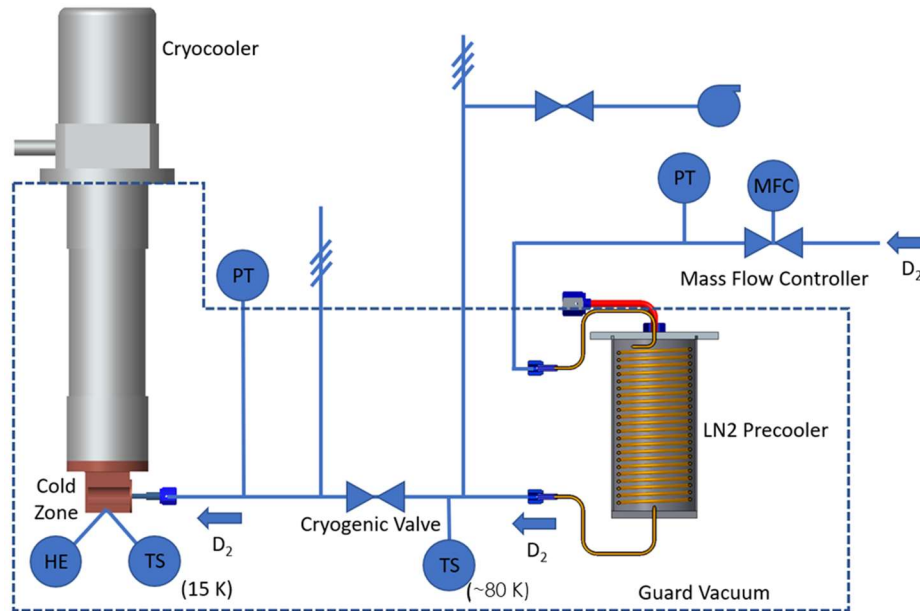 Cryocooler
PT
MFC
D2
Mass Flow Controller
PT
LN2 Precooler
Cold
Zone
Cryogenic Valve
D2
D2
HE
TS
(15 K)
TS
(~80 K)
Guard Vacuum